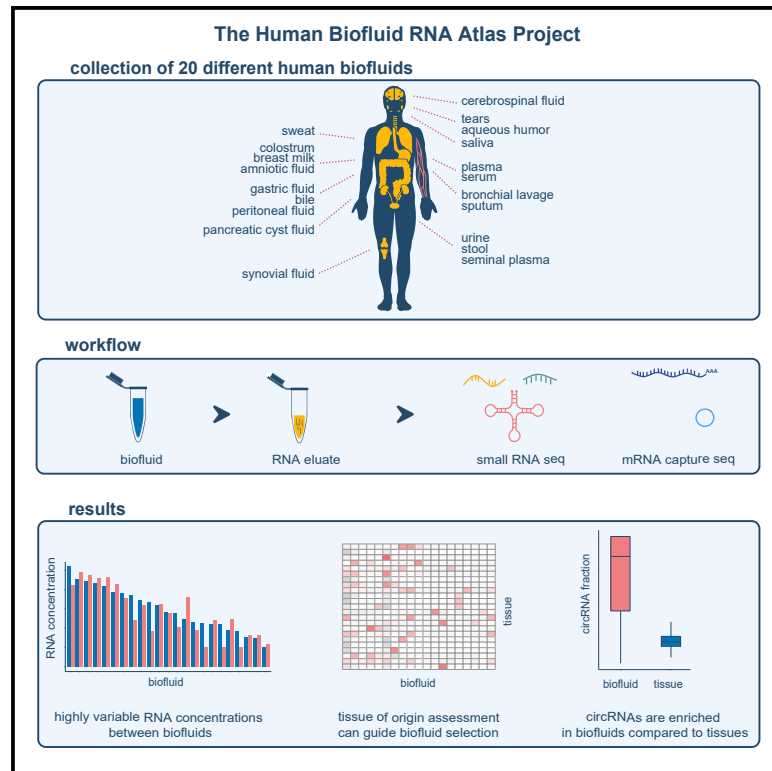 The Human Biofluid RNA Atlas Project
collection of 20 different human biofluids
sweat
colostrum
breast milk
amniotic fluid
gastric fluid
bile
peritoneal fluid
pancreatic cyst fluid
synovial fluid
cerebrospinal fluid
tears
aqueous humor
saliva
plasma
serum
bronchial lavage
sputum
urine
stool
seminal plasma
workflow
AAA
biofluid
RNA eluate
small RNA seq
mRNA capture seq
results
RNA concentration
biofluid
highly variable RNA concentrations
between biofluids
tissue
biofluid
tissue of origin assessment
can guide biofluid selection
circRNA fraction
biofluid tissue
circRNAs are enriched
in biofluids compared to tissues